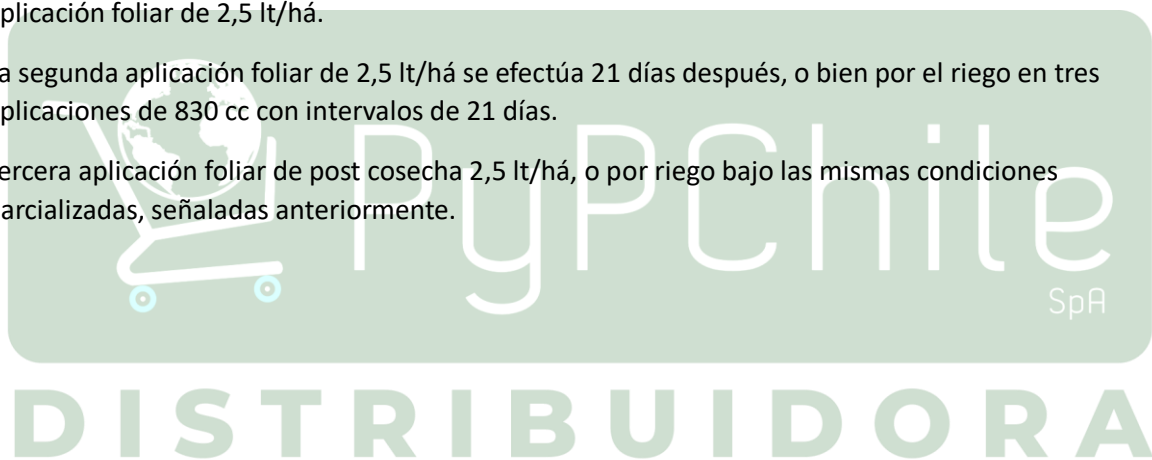 plicación foliar de 2,5 lt/há.
a segunda aplicación foliar de 2,5 lt/há se efectúa 21 días después, o bien por el riego en tres
plicaciones de 830 cc con intervalos de 21 días.
ercera aplicación foliar de post cosecha 2,5 lt/há, o por riego bajo las mismas condiciones
arcializadas, señaladas anteriormente.
PyPChile
SpA
DISTRIBUIDORA